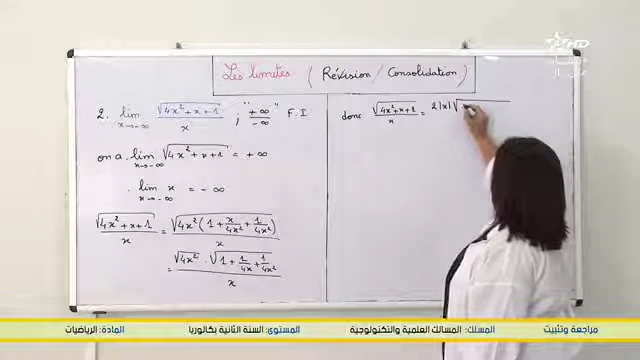 Les limites (Révision / Consolidation)
2. lim x→-∞ √(4x²+x+1) / x ; "+∞ / -∞" F.I
on a . lim x→-∞ √(4x²+x+1) = +∞
. lim x→-∞ x = -∞
√(4x²+x+1) / x = √(4x²(1 + x/4x² + 1/4x²)) / x
= √4x² · √(1 + 1/4x + 1/4x²) / x
donc √(4x²+x+1) / x = 2|x| √
مراجعة وتثبيت المسلك: المسالك العلمية والتكنولوجية المستوى: السنة الثانية بكالوريا المادة: الرياضيات